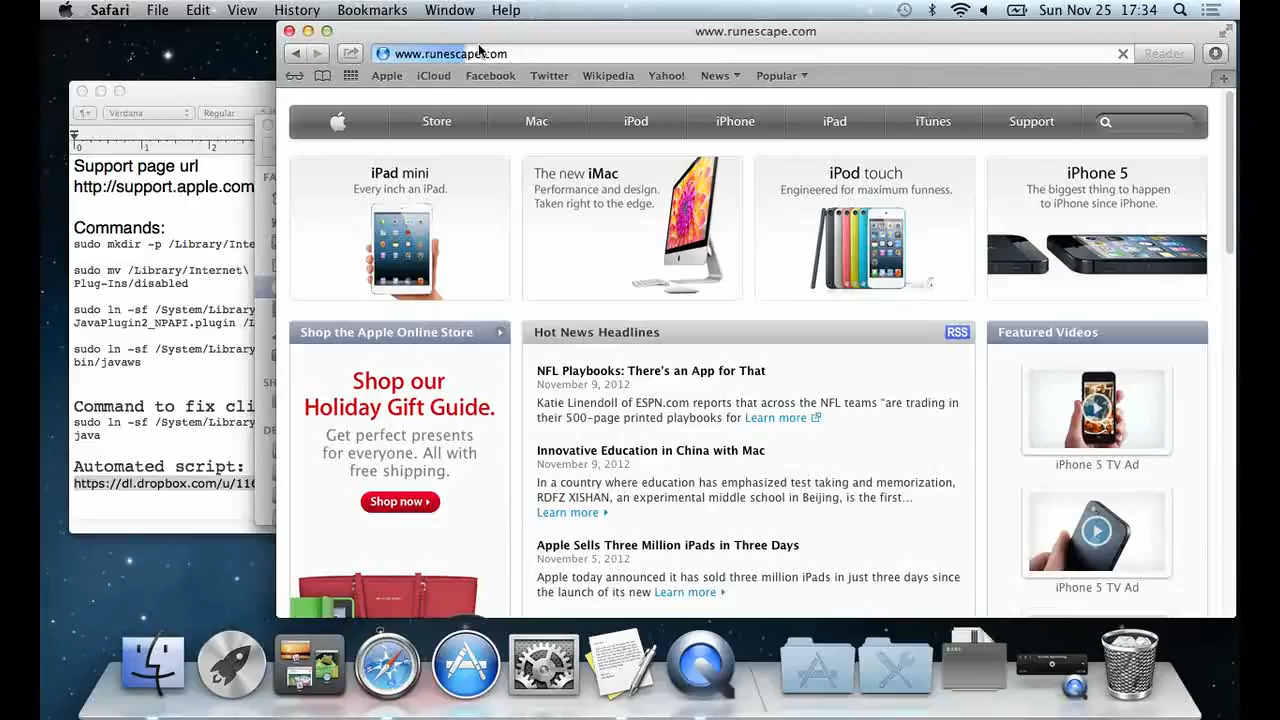 Safari File Edit View History Bookmarks Window Help Sun Nov 25 17:34
www.runescape.com
www.runescape.com Reader
Apple iCloud Facebook Twitter Wikipedia Yahoo! News Popular
Store Mac iPod iPhone iPad iTunes Support
iPad mini
Every inch an iPad.
The new iMac
Performance and design.
Taken right to the edge.
iPod touch
Engineered for maximum funness.
iPhone 5
The biggest thing to happen
to iPhone since iPhone.
Shop the Apple Online Store
Shop our
Holiday Gift Guide.
Get perfect presents
for everyone. All with
free shipping.
Shop now
Hot News Headlines RSS
NFL Playbooks: There's an App for That
November 9, 2012
Katie Linendoll of ESPN.com reports that across the NFL teams "are trading in
their 500-page printed playbooks for Learn more
Innovative Education in China with Mac
November 9, 2012
In a country where education has emphasized test taking and memorization,
RDFZ XISHAN, an experimental middle school in Beijing, is the first...
Learn more
Apple Sells Three Million iPads in Three Days
November 5, 2012
Apple today announced it has sold three million iPads in just three days since
the launch of its new Learn more
Featured Videos
iPhone 5 TV Ad
iPhone 5 TV Ad
Verdana Regular
0 1 2
Support page url
http://support.apple.com
Commands:
sudo mkdir -p /Library/Inte
sudo mv /Library/Internet\
Plug-Ins/disabled
sudo ln -sf /System/Library
JavaPlugin2_NPAPI.plugin /L
sudo ln -sf /System/Library
bin/javaws
Command to fix cli
sudo ln -sf /System/Library
java
Automated script:
https://dl.dropbox.com/u/116